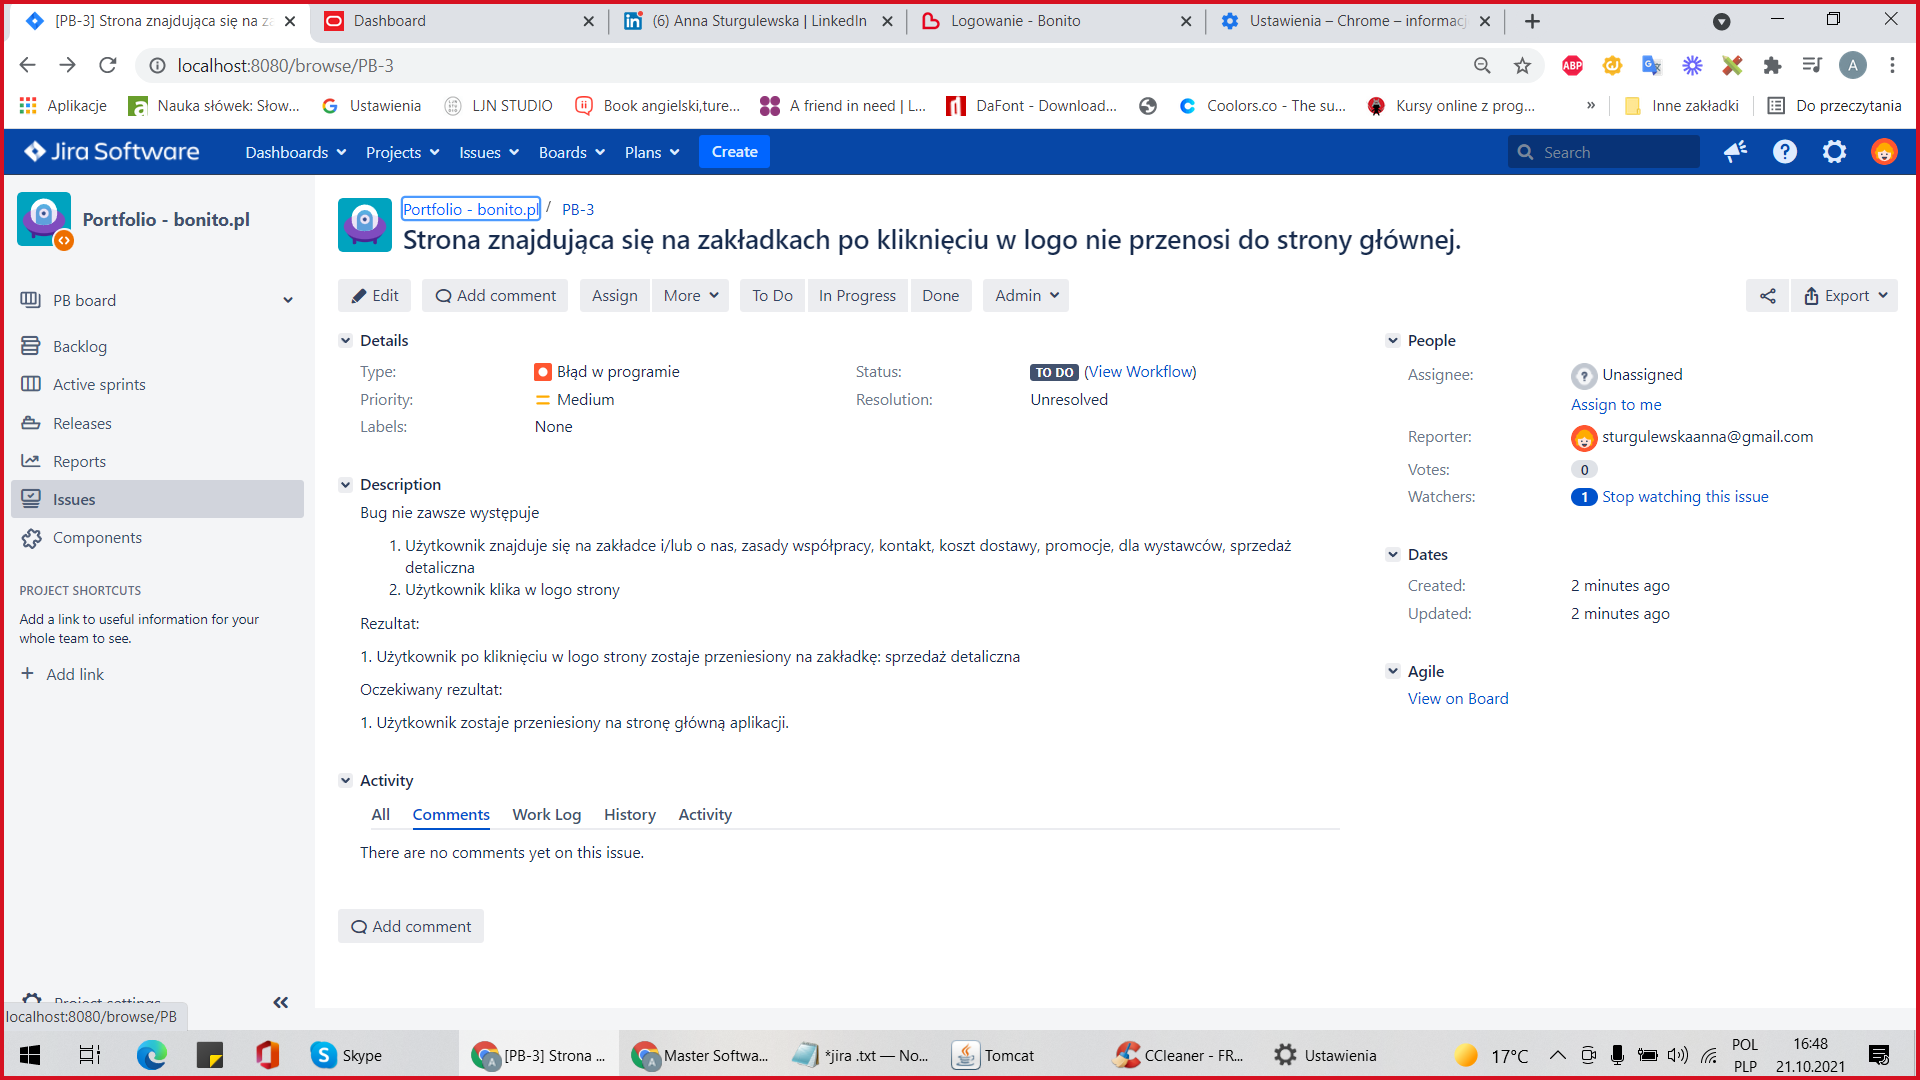 [PB-3] Strona znajdująca się na za
Dashboard
(6) Anna Sturgulewska | LinkedIn
Logowanie - Bonito
Ustawienia – Chrome – informacj
localhost:8080/browse/PB-3
ABP
A
Aplikacje
Nauka słówek: Słow...
Ustawienia
LJN STUDIO
Book angielski,ture...
A friend in need | L...
DaFont - Download...
Coolors.co - The su...
Kursy online z prog...
»
Inne zakładki
Do przeczytania
Jira Software
Dashboards
Projects
Issues
Boards
Plans
Create
Search
Portfolio - bonito.pl
Portfolio - bonito.pl / PB-3
Strona znajdująca się na zakładkach po kliknięciu w logo nie przenosi do strony głównej.
PB board
Backlog
Active sprints
Releases
Reports
Issues
Components
PROJECT SHORTCUTS
Add a link to useful information for your
whole team to see.
+ Add link
Project settings
«
localhost:8080/browse/PB
Edit
Add comment
Assign
More
To Do
In Progress
Done
Admin
Export
Details
Type: Błąd w programie
Status: TO DO (View Workflow)
Priority: Medium
Resolution: Unresolved
Labels: None
Description
Bug nie zawsze występuje
1. Użytkownik znajduje się na zakładce i/lub o nas, zasady współpracy, kontakt, koszt dostawy, promocje, dla wystawców, sprzedaż
detaliczna
2. Użytkownik klika w logo strony
Rezultat:
1. Użytkownik po kliknięciu w logo strony zostaje przeniesiony na zakładkę: sprzedaż detaliczna
Oczekiwany rezultat:
1. Użytkownik zostaje przeniesiony na stronę główną aplikacji.
Activity
All
Comments
Work Log
History
Activity
There are no comments yet on this issue.
Add comment
People
Assignee: Unassigned
Assign to me
Reporter: sturgulewskaanna@gmail.com
Votes: 0
Watchers: 1 Stop watching this issue
Dates
Created: 2 minutes ago
Updated: 2 minutes ago
Agile
View on Board
Skype
[PB-3] Strona ...
Master Softwa...
*jira .txt — No...
Tomcat
CCleaner - FR...
Ustawienia
17°C
POL
PLP
16:48
21.10.2021